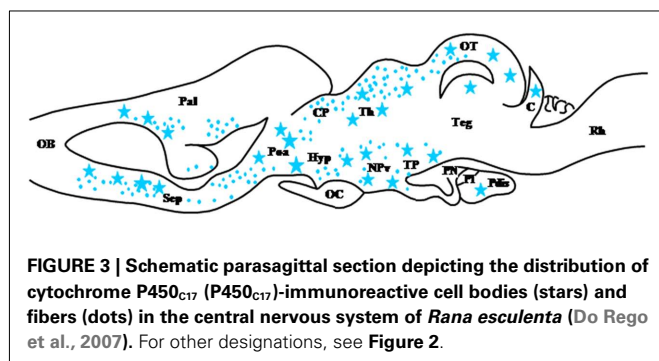 OT
Pal
CP
Th
C
OB
Teg
Rh
Poa
Hyp
NPv
TP
PN
PI
Pdis
Sep
OC
FIGURE 3 | Schematic parasagittal section depicting the distribution of
cytochrome P450C17 (P450C17)-immunoreactive cell bodies (stars) and
fibers (dots) in the central nervous system of Rana esculenta (Do Rego
et al., 2007). For other designations, see Figure 2.